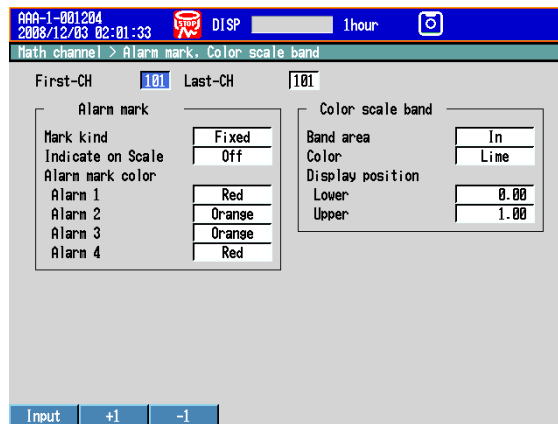 AAA-1-001204
2008/12/03 02:01:33
STOP
DISP 1hour
Math channel > Alarm mark, Color scale band
First-CH 101 Last-CH 101
Alarm mark
Mark kind Fixed
Indicate on Scale Off
Alarm mark color
Alarm 1 Red
Alarm 2 Orange
Alarm 3 Orange
Alarm 4 Red
Color scale band
Band area In
Color Lime
Display position
Lower 0.00
Upper 1.00
Input +1 -1